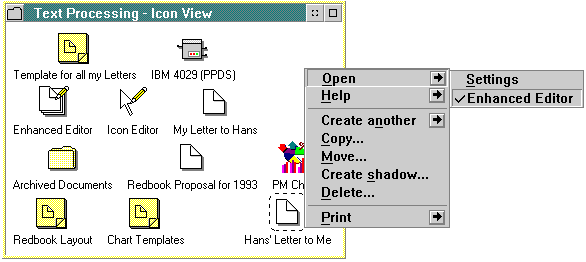 Text Processing - Icon View
Template for all my Letters
IBM 4029 (PPDS)
Enhanced Editor
Icon Editor
My Letter to Hans
Archived Documents
Redbook Proposal for 1993
PM Ch
Redbook Layout
Chart Templates
Hans' Letter to Me
Open
Help
Create another
Copy...
Move...
Create shadow...
Delete...
Print
Settings
Enhanced Editor